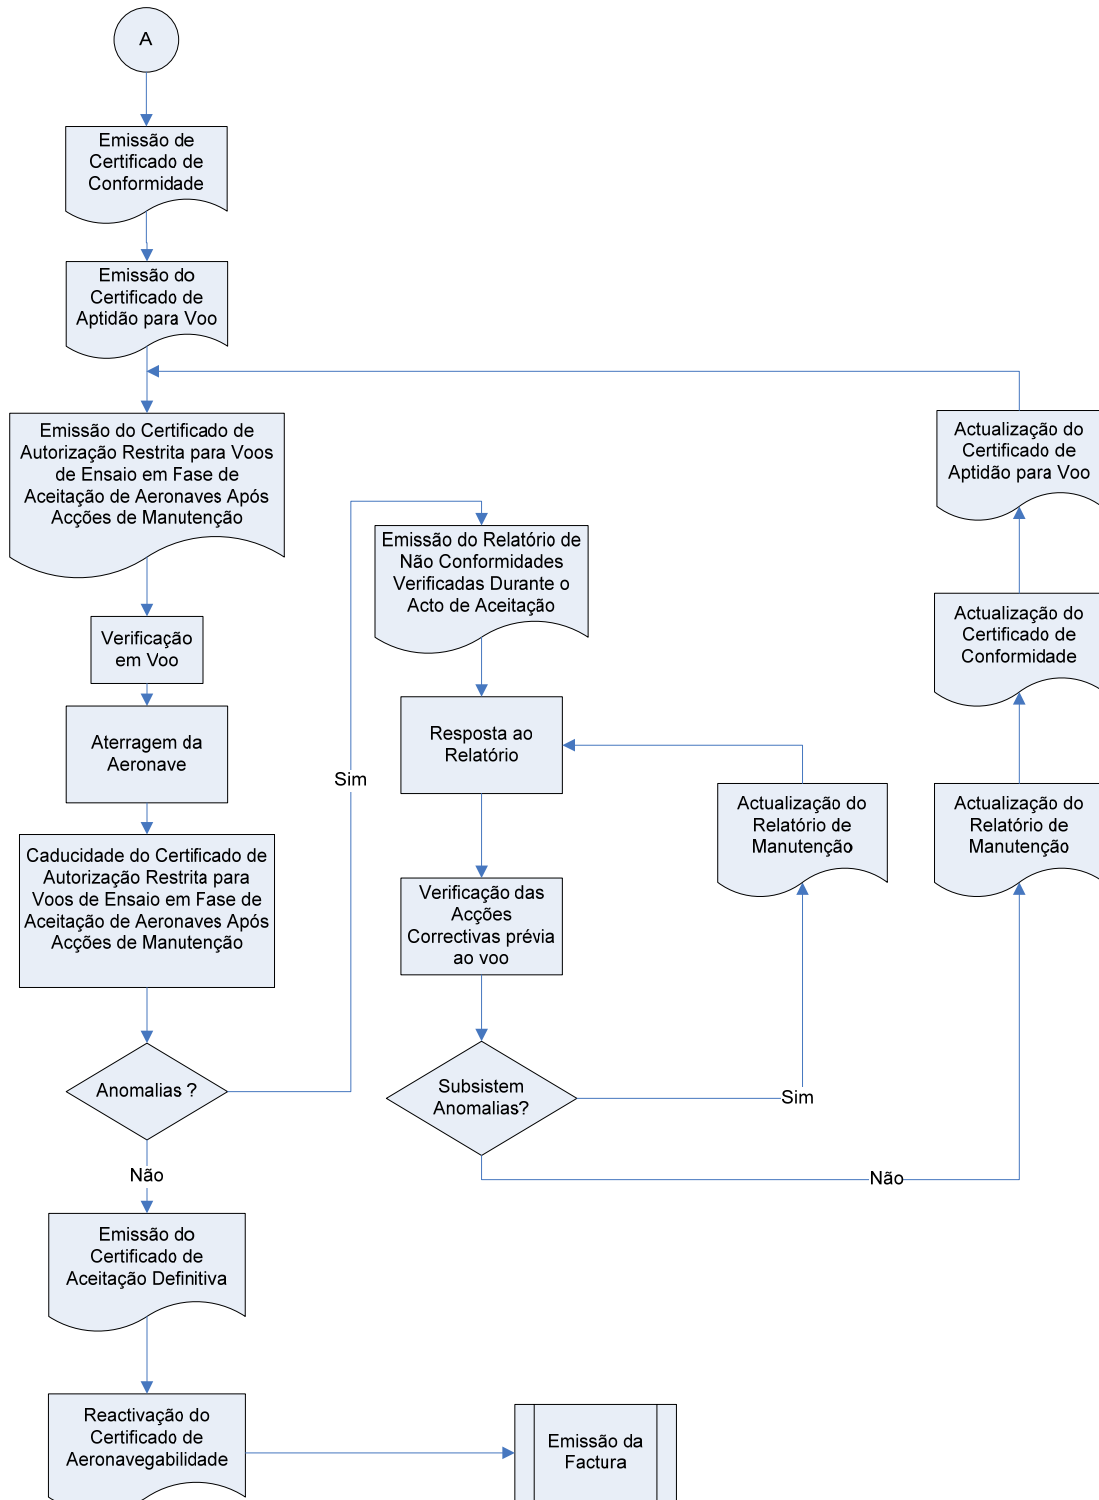 A
Emissão de
Certificado de
Conformidade
Emissão do
Certificado de
Aptidão para Voo
Emissão do Certificado de
Autorização Restrita para Voos
de Ensaio em Fase de
Aceitação de Aeronaves Após
Acções de Manutenção
Verificação
em Voo
Aterragem da
Aeronave
Caducidade do Certificado de
Autorização Restrita para
Voos de Ensaio em Fase de
Aceitação de Aeronaves Após
Acções de Manutenção
Anomalias ?
Sim
Não
Emissão do Relatório de
Não Conformidades
Verificadas Durante o
Acto de Aceitação
Resposta ao
Relatório
Verificação das
Acções
Correctivas prévia
ao voo
Subsistem
Anomalias?
Sim
Não
Actualização do
Relatório de
Manutenção
Actualização do
Relatório de
Manutenção
Actualização do
Certificado de
Conformidade
Actualização do
Certificado de
Aptidão para Voo
Emissão do
Certificado de
Aceitação Definitiva
Reactivação do
Certificado de
Aeronavegabilidade
Emissão da
Factura